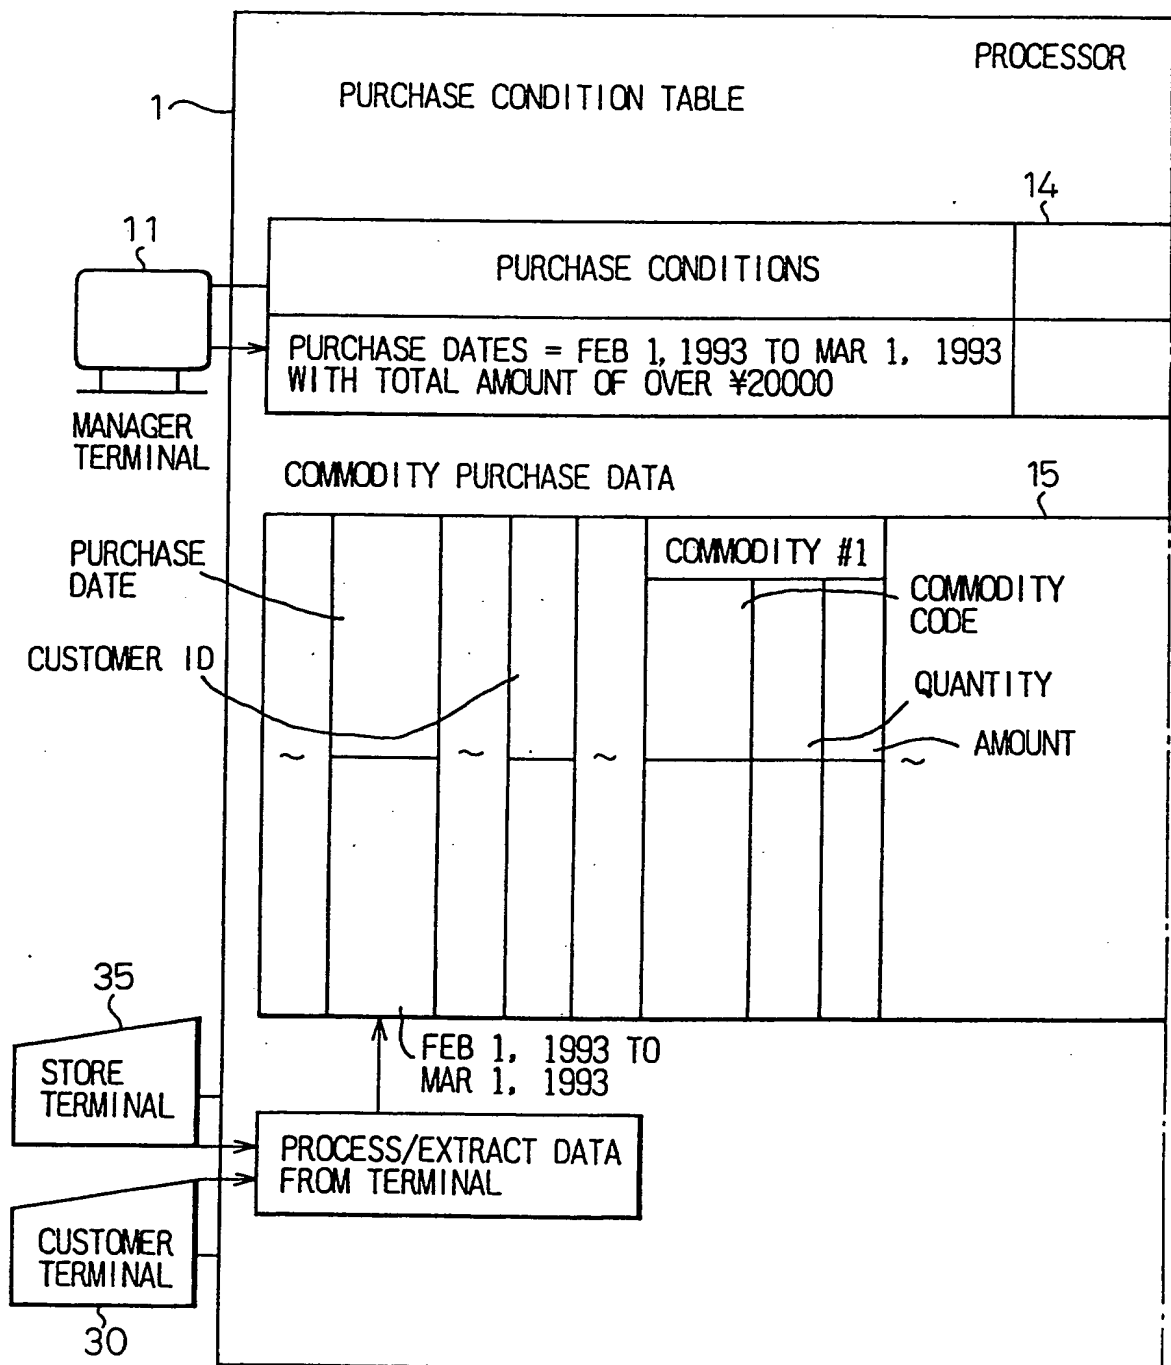 PROCESSOR
PURCHASE CONDITION TABLE
1
14
11
PURCHASE CONDITIONS
PURCHASE DATES = FEB 1, 1993 TO MAR 1, 1993
WITH TOTAL AMOUNT OF OVER ¥20000
MANAGER
TERMINAL
COMMODITY PURCHASE DATA
15
PURCHASE
DATE
COMMODITY #1
COMMODITY
CODE
CUSTOMER ID
QUANTITY
AMOUNT
~ ~ ~ ~
35
STORE
TERMINAL
FEB 1, 1993 TO
MAR 1, 1993
PROCESS/EXTRACT DATA
FROM TERMINAL
CUSTOMER
TERMINAL
30